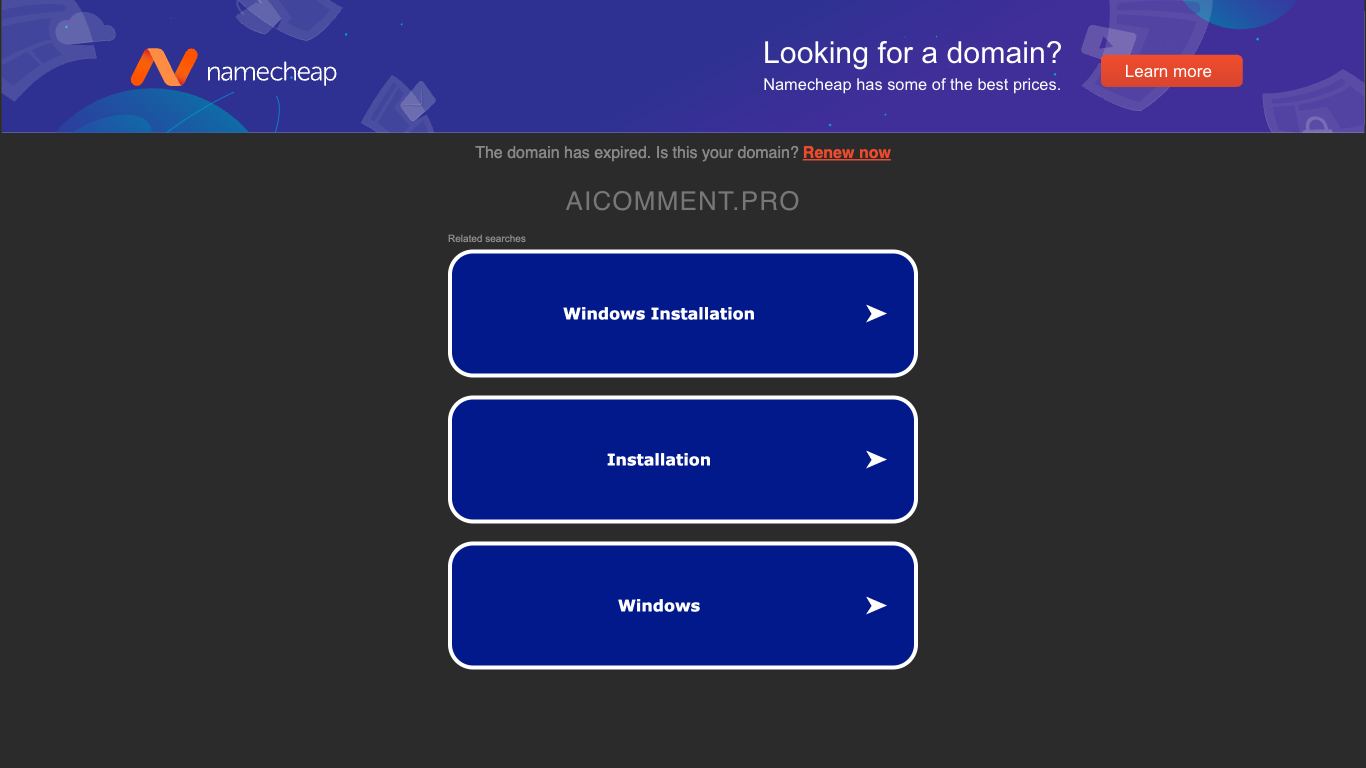 namecheap
Looking for a domain?
Namecheap has some of the best prices.
Learn more
The domain has expired. Is this your domain? Renew now
AICOMMENT.PRO
Related searches
Windows Installation
Installation
Windows